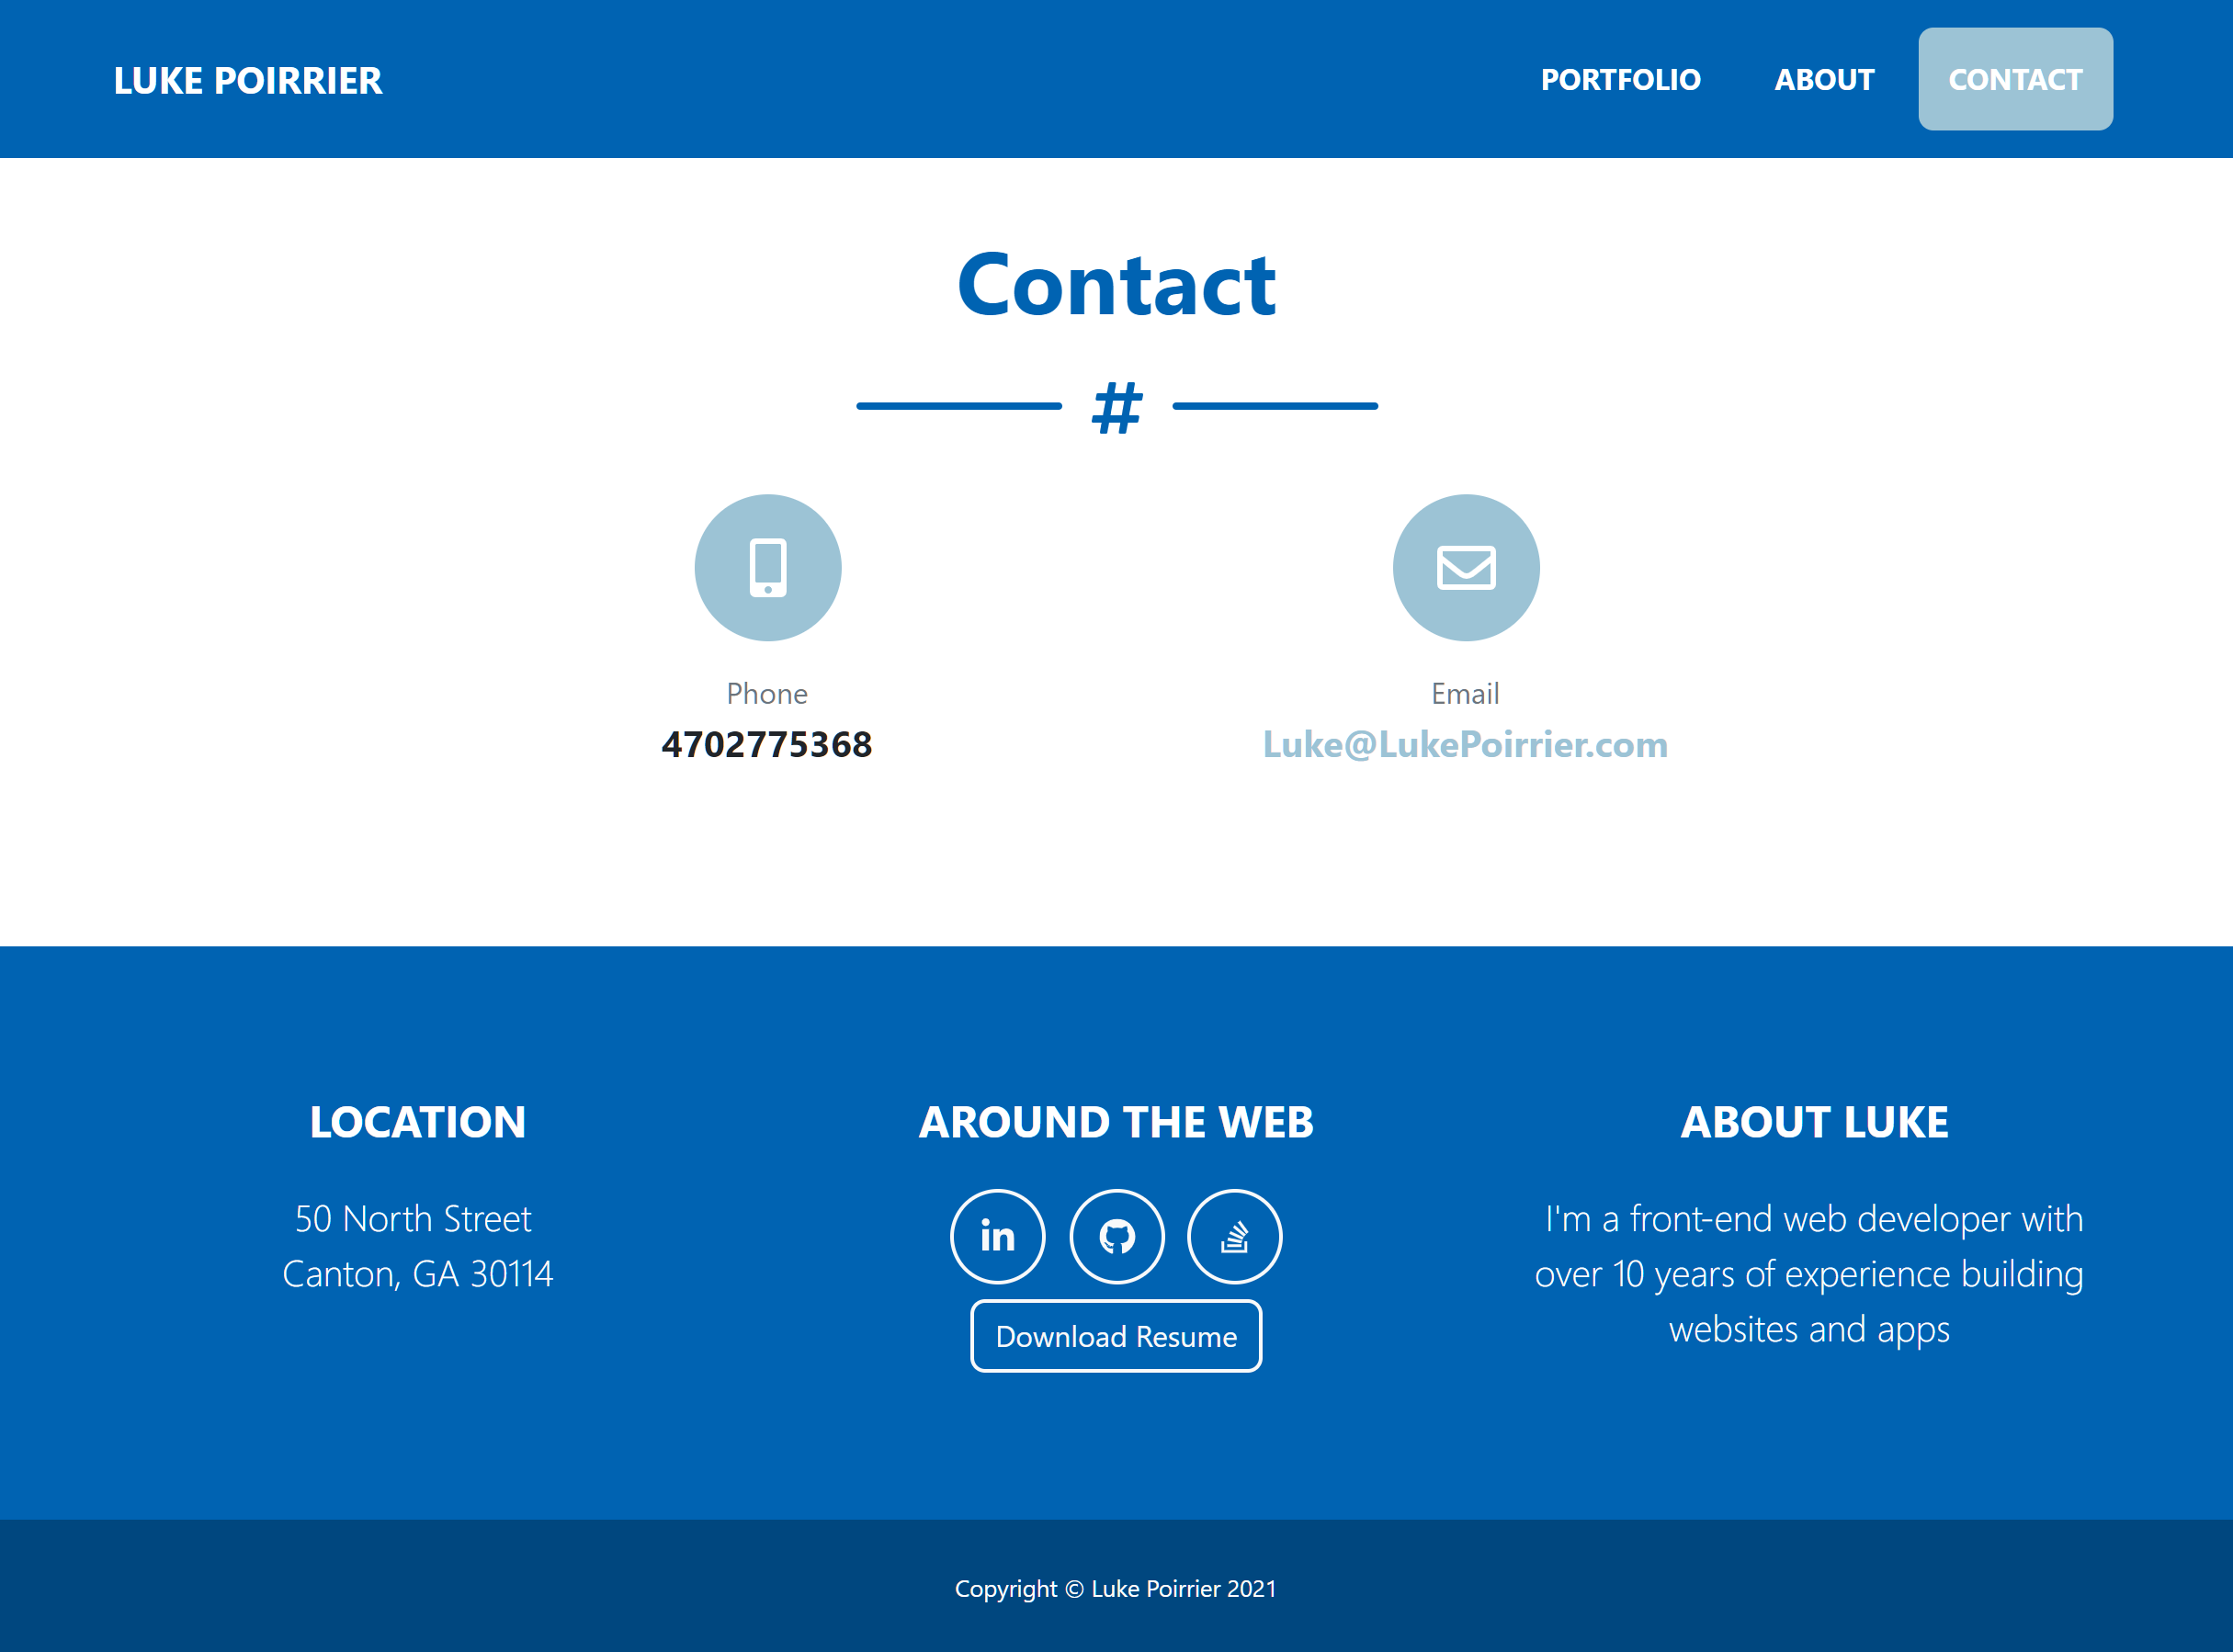 LUKE POIRRIER
PORTFOLIO ABOUT CONTACT
Contact
#
Phone
4702775368
Email
Luke@LukePoirrier.com
LOCATION
50 North Street
Canton, GA 30114
AROUND THE WEB
in
Download Resume
ABOUT LUKE
I'm a front-end web developer with
over 10 years of experience building
websites and apps
Copyright © Luke Poirrier 2021